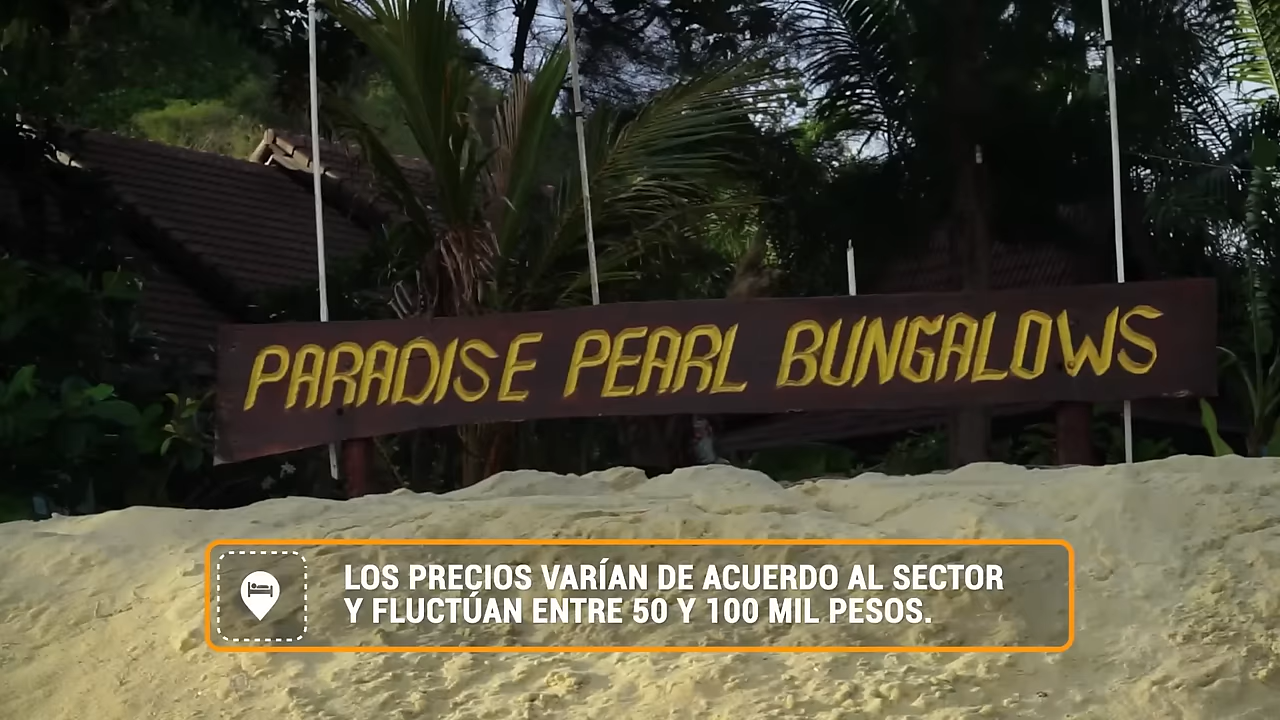 PARADISE PEARL BUNGALOWS
LOS PRECIOS VARÍAN DE ACUERDO AL SECTOR
Y FLUCTÚAN ENTRE 50 Y 100 MIL PESOS.